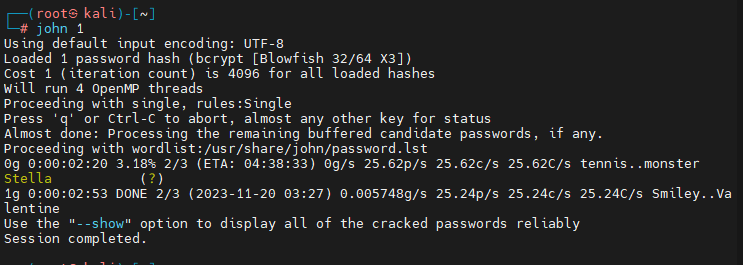 ┌──(root㉿kali)-[~]
└─# john 1
Using default input encoding: UTF-8
Loaded 1 password hash (bcrypt [Blowfish 32/64 X3])
Cost 1 (iteration count) is 4096 for all loaded hashes
Will run 4 OpenMP threads
Proceeding with single, rules:Single
Press 'q' or Ctrl-C to abort, almost any other key for status
Almost done: Processing the remaining buffered candidate passwords, if any.
Proceeding with wordlist:/usr/share/john/password.lst
0g 0:00:02:20 3.18% 2/3 (ETA: 04:38:33) 0g/s 25.62p/s 25.62c/s 25.62C/s tennis..monster
Stella           (?)
1g 0:00:02:53 DONE 2/3 (2023-11-20 03:27) 0.005748g/s 25.24p/s 25.24c/s 25.24C/s Smiley..Va
lentine
Use the "--show" option to display all of the cracked passwords reliably
Session completed.